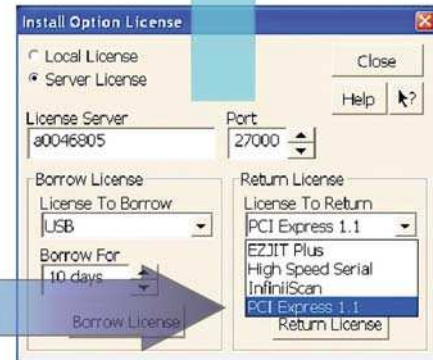 Install Option License
Local License
Server License
Close
Help
?
License Server
Port
a0046805
27000
Borrow License
Return License
License To Borrow
License To Return
USB
PCI Express 1.1
Borrow For
10 days
EZJIT Plus
High Speed Serial
InfiniiScan
PCI Express 1.1
Borrow License
Return License